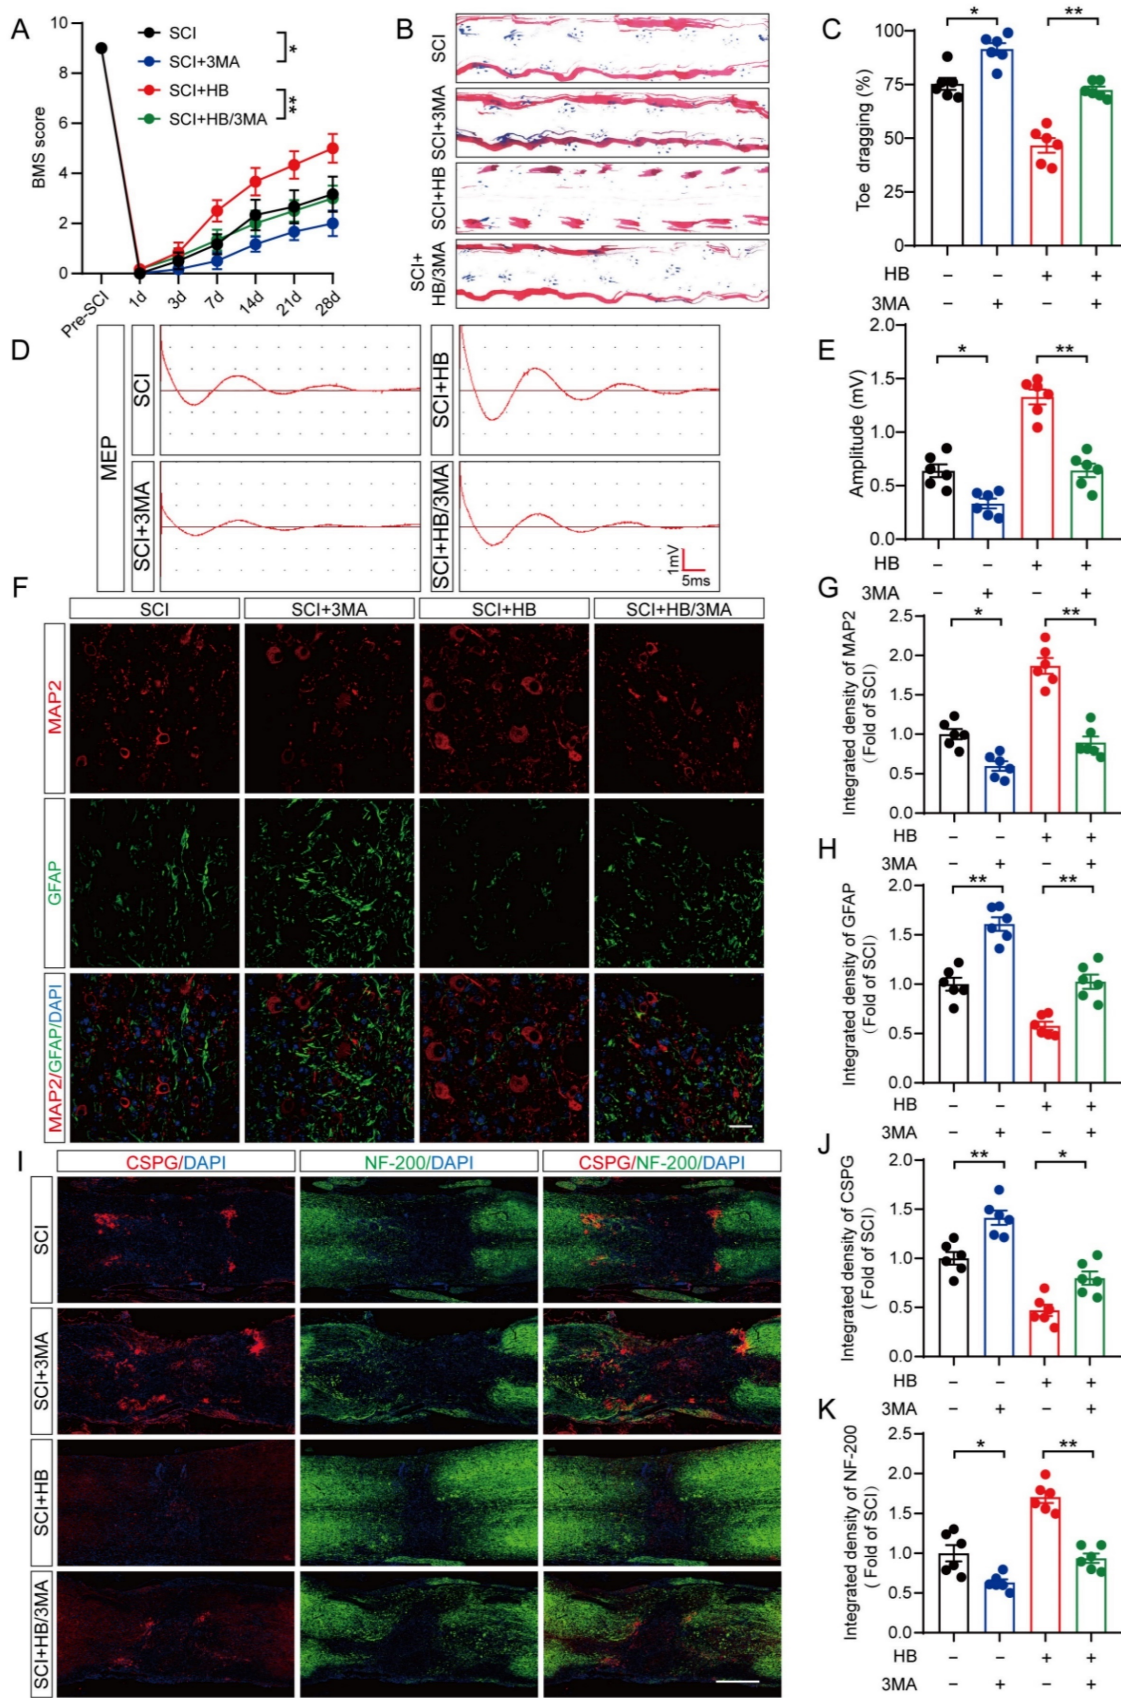 A
SCI
SCI+3MA
SCI+HB
SCI+HB/3MA
*
**
BMS score
10
8
6
4
2
0
Pre-SCI
1d
3d
7d
14d
21d
28d
B
SCI
SCI+3MA
SCI+HB
SCI+
HB/3MA
C
Toe dragging (%)
100
75
50
25
0
* **
HB − − + +
3MA − + − +
D
MEP
SCI
SCI+HB
SCI+3MA
SCI+HB/3MA
1mV
5ms
E
Amplitude (mV)
2.0
1.5
1.0
0.5
0.0
* **
HB − − + +
3MA − + − +
F
SCI SCI+3MA SCI+HB SCI+HB/3MA
MAP2
GFAP
MAP2/GFAP/DAPI
G
Integrated density of MAP2
(Fold of SCI)
2.5
2.0
1.5
1.0
0.5
0.0
* **
HB − − + +
3MA − + − +
H
Integrated density of GFAP
(Fold of SCI)
2.0
1.5
1.0
0.5
0.0
** **
HB − − + +
3MA − + − +
I
CSPG/DAPI NF-200/DAPI CSPG/NF-200/DAPI
SCI
SCI+3MA
SCI+HB
SCI+HB/3MA
J
Integrated density of CSPG
( Fold of SCI)
2.0
1.5
1.0
0.5
0.0
** *
HB − − + +
3MA − + − +
K
Integrated density of NF-200
( Fold of SCI)
2.5
2.0
1.5
1.0
0.5
0.0
* **
HB − − + +
3MA − + − +